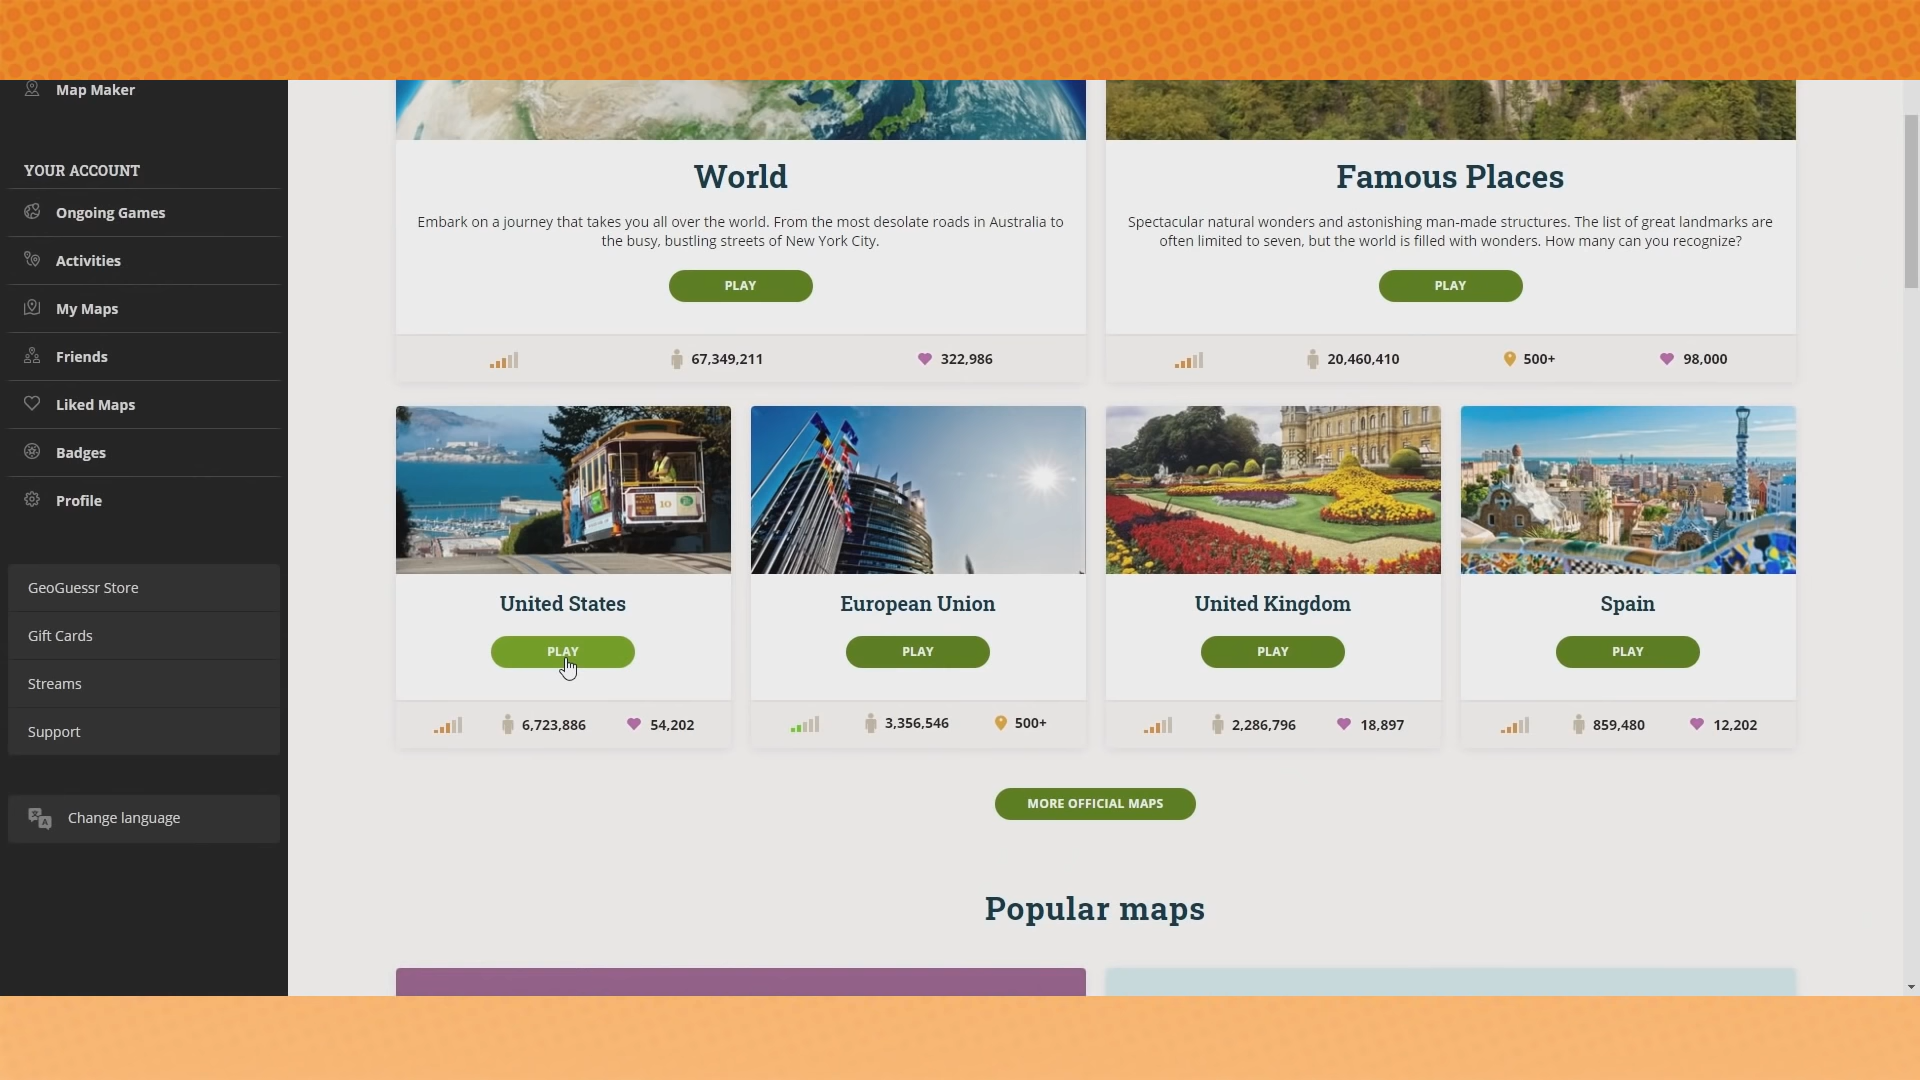 Map Maker
YOUR ACCOUNT
Ongoing Games
Activities
My Maps
Friends
Liked Maps
Badges
Profile
GeoGuessr Store
Gift Cards
Streams
Support
Change language
World
Embark on a journey that takes you all over the world. From the most desolate roads in Australia to
the busy, bustling streets of New York City.
PLAY
67,349,211
322,986
Famous Places
Spectacular natural wonders and astonishing man-made structures. The list of great landmarks are
often limited to seven, but the world is filled with wonders. How many can you recognize?
PLAY
20,460,410
500+
98,000
10
United States
PLAY
6,723,886
54,202
European Union
PLAY
3,356,546
500+
United Kingdom
PLAY
2,286,796
18,897
Spain
PLAY
859,480
12,202
MORE OFFICIAL MAPS
Popular maps